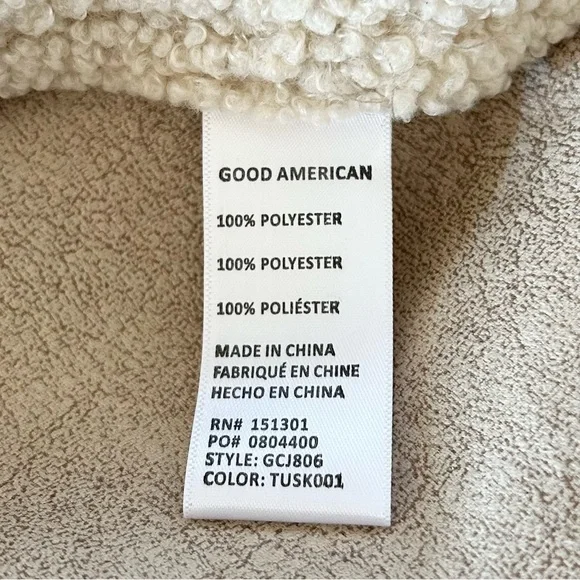 GOOD AMERICAN
100% POLYESTER
100% POLYESTER
100% POLIÉSTER
MADE IN CHINA
FABRIQUÉ EN CHINE
HECHO EN CHINA
RN# 151301
PO# 0804400
STYLE: GCJ806
COLOR: TUSK001